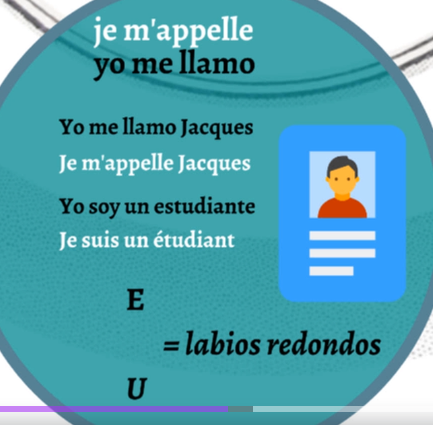 je m'appelle
yo me llamo
Yo me llamo Jacques
Je m'appelle Jacques
Yo soy un estudiante
Je suis un étudiant
E
= labios redondos
U